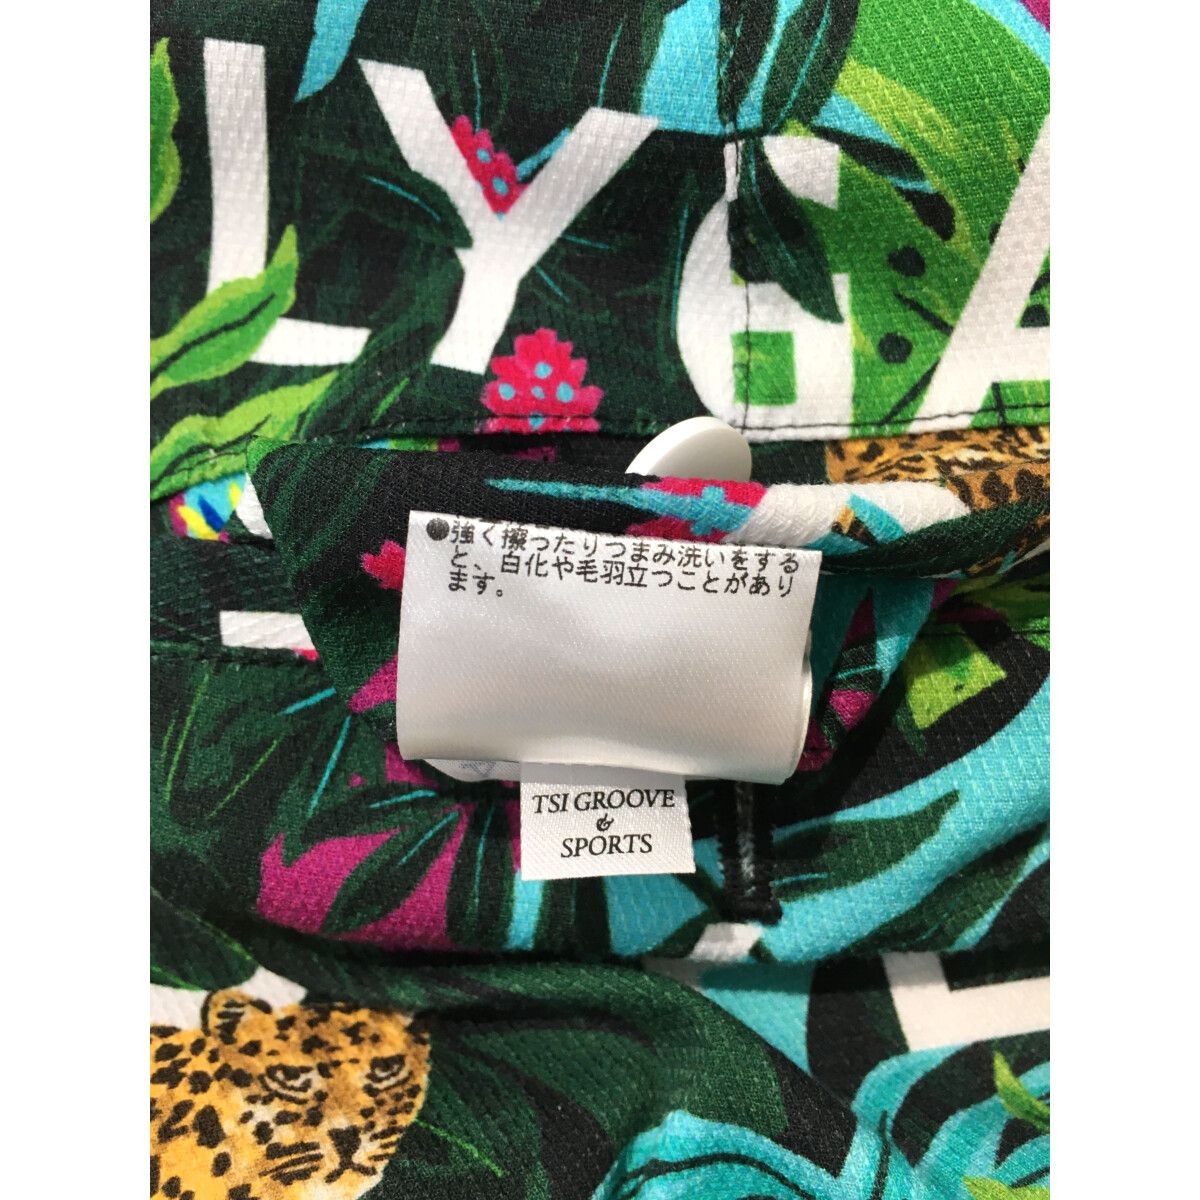 LYGA
●強く擦ったりつまみ洗いをする
と、白化や毛羽立つことがあり
ます。
TSI GROOVE
&
SPORTS